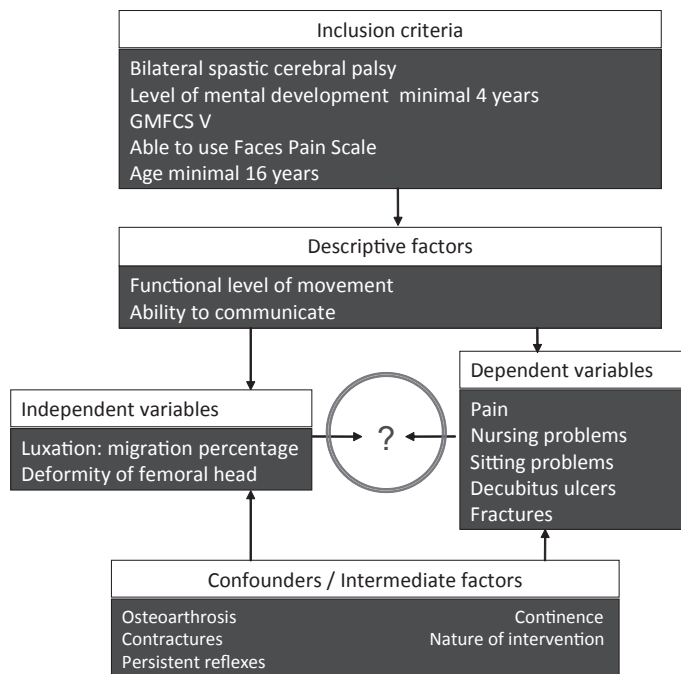 Inclusion criteria
Bilateral spastic cerebral palsy
Level of mental development minimal 4 years
GMFCS V
Able to use Faces Pain Scale
Age minimal 16 years
Descriptive factors
Functional level of movement
Ability to communicate
Independent variables
Luxation: migration percentage
Deformity of femoral head
?
Dependent variables
Pain
Nursing problems
Sitting problems
Decubitus ulcers
Fractures
Confounders / Intermediate factors
Osteoarthrosis
Contractures
Persistent reflexes
Continence
Nature of intervention